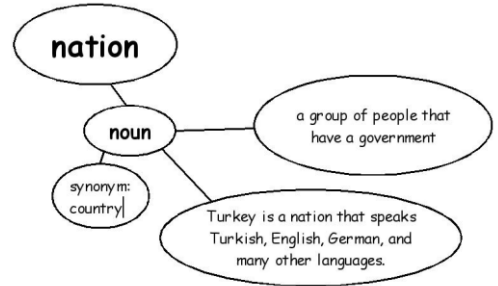 nation
noun
a group of people that
have a government
synonym:
country
Turkey is a nation that speaks
Turkish, English, German, and
many other languages.